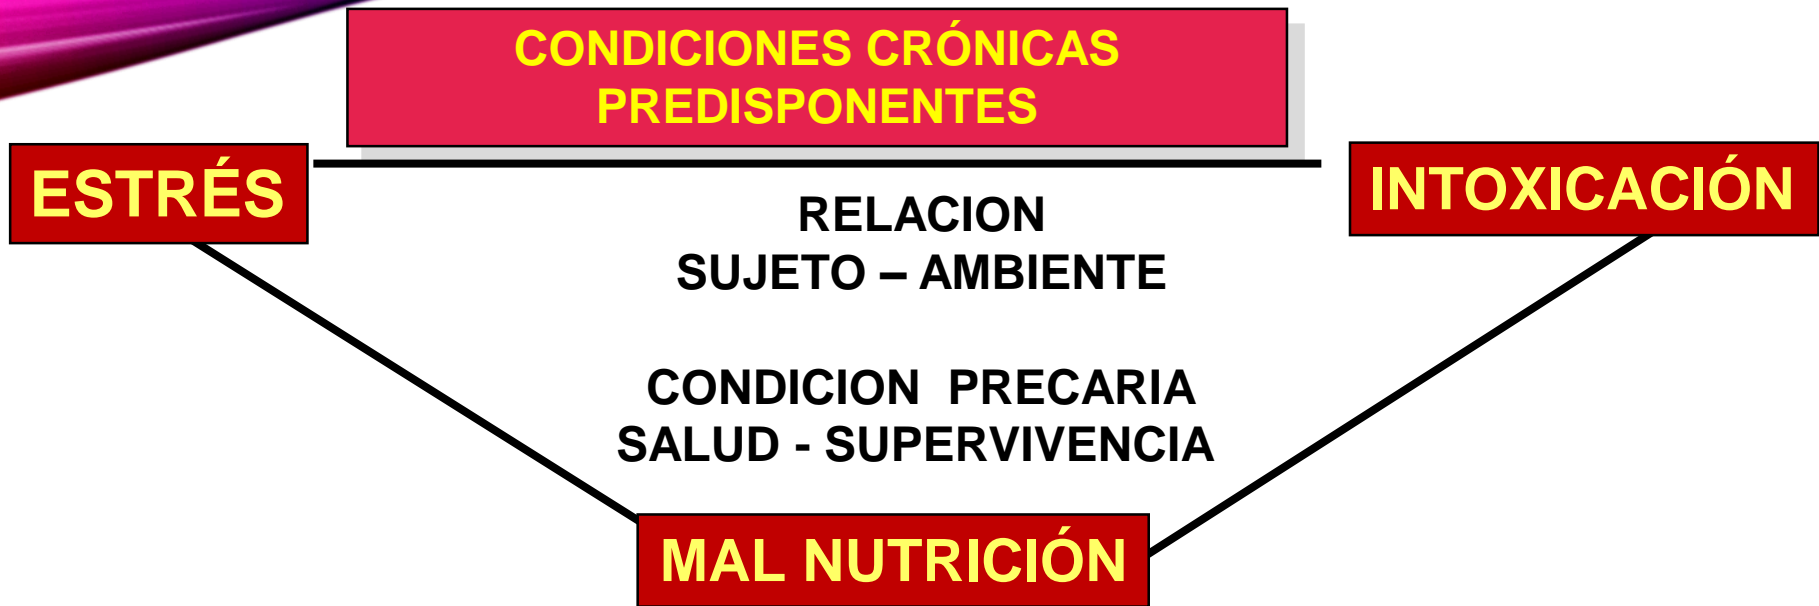 CONDICIONES CRÓNICAS
PREDISPONENTES
ESTRÉS
INTOXICACIÓN
RELACION
SUJETO – AMBIENTE
CONDICION PRECARIA
SALUD - SUPERVIVENCIA
MAL NUTRICIÓN